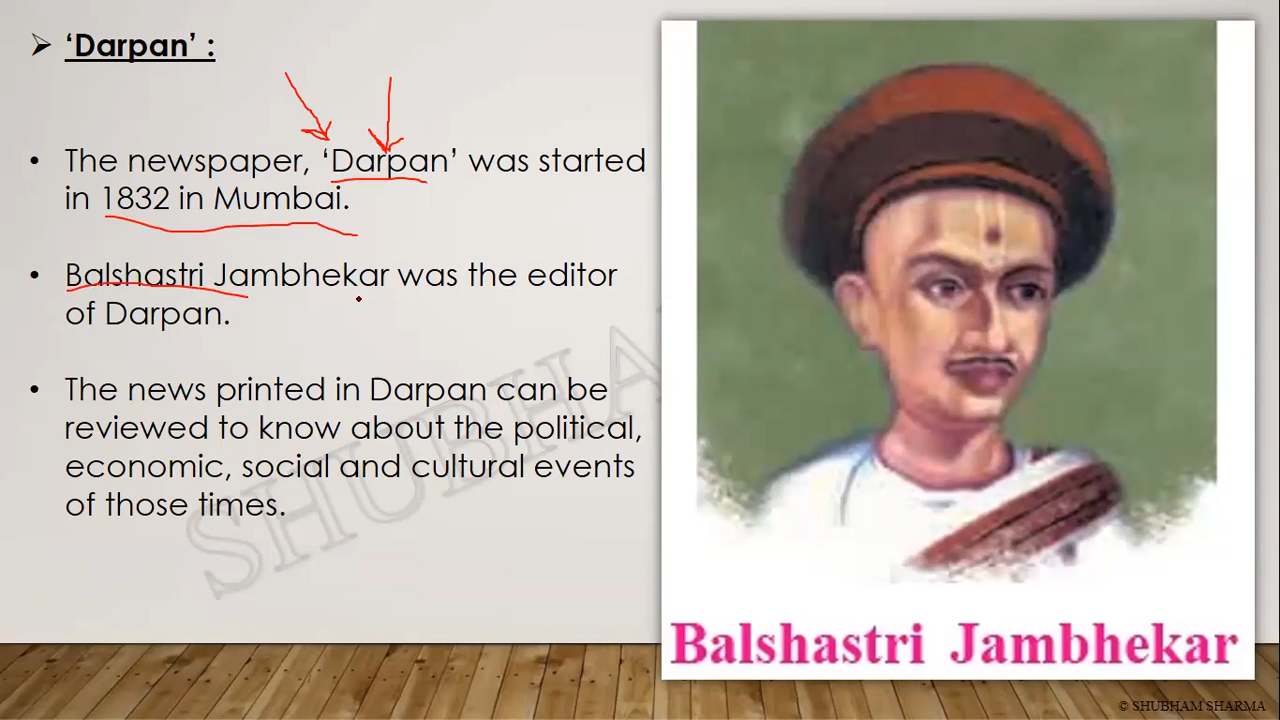 ‘Darpan’ :
The newspaper, ‘Darpan’ was started
in 1832 in Mumbai.
Balshastri Jambhekar was the editor
of Darpan.
The news printed in Darpan can be
reviewed to know about the political,
economic, social and cultural events
of those times.
SHUBHA
Balshastri Jambhekar
© SHUBHAM SHARMA